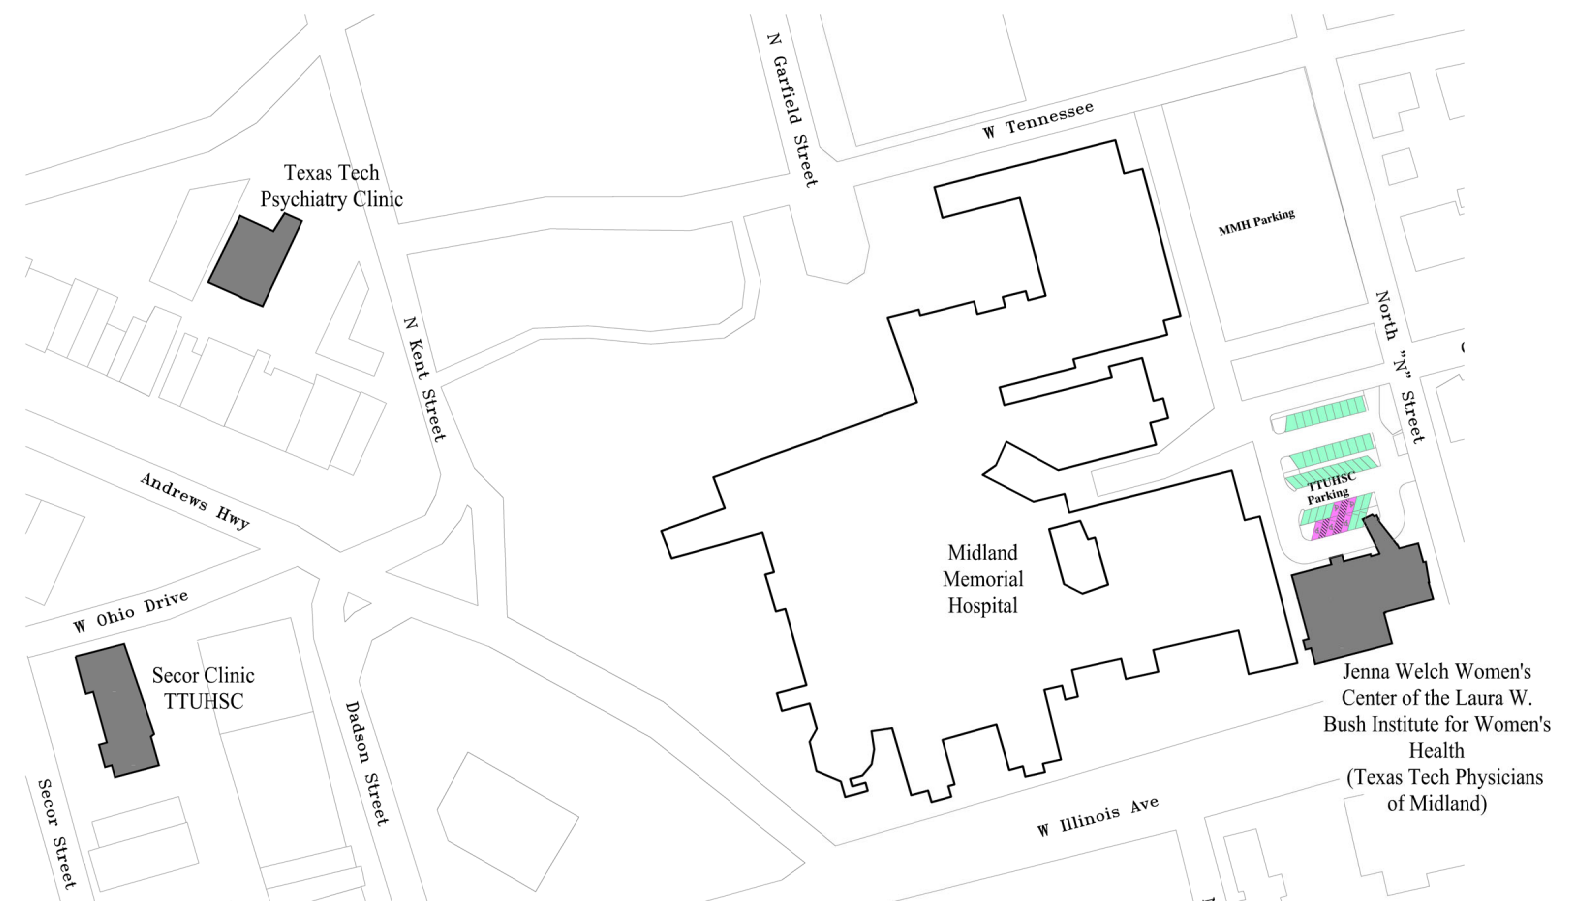 N Garfield Street
W Tennessee
Texas Tech
Psychiatry Clinic
MMH Parking
N Kent Street
North "N" Street
Andrews Hwy
TTUHSC
Parking
Midland
Memorial
Hospital
W Ohio Drive
Secor Clinic
TTUHSC
Jenna Welch Women's
Center of the Laura W.
Bush Institute for Women's
Health
(Texas Tech Physicians
of Midland)
Dadson Street
Secor Street
W Illinois Ave